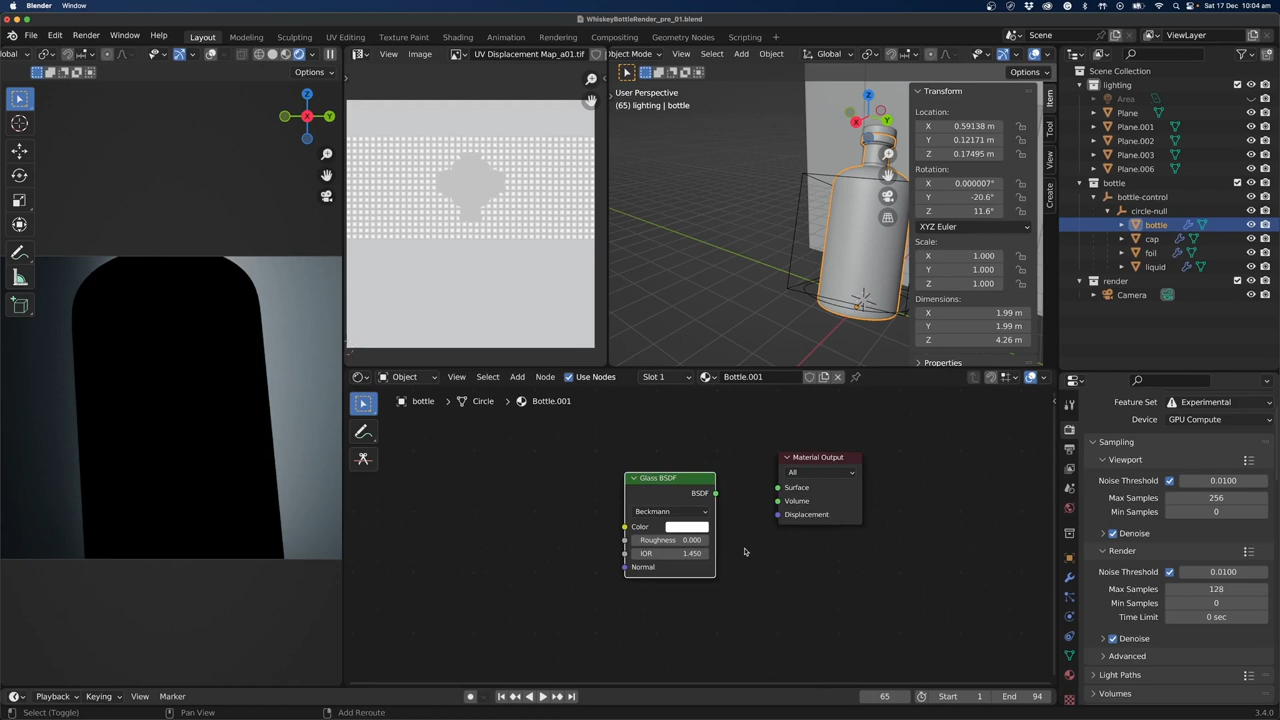 Blender Window
Sat 17 Dec 10:04 am
WhiskeyBottleRender_pre_01.blend
File Edit Render Window Help
Layout Modeling Sculpting UV Editing Texture Paint Shading Animation Rendering Compositing Geometry Nodes Scripting
Scene
ViewLayer
View Image UV Displacement Map_a01.tif
View Select Add Object Global
Options
Options
User Perspective
(65) lighting | bottle
Z
X
Y
Z
X
Y
Transform
Location:
X 0.59138 m
Y 0.12171 m
Z 0.17495 m
Rotation:
X 0.000007°
Y -20.6°
Z 11.6°
XYZ Euler
Scale:
X 1.000
Y 1.000
Z 1.000
Dimensions:
X 1.99 m
Y 1.99 m
Z 4.26 m
Properties
Item
Tool
View
Create
Scene Collection
lighting
Area
Plane
Plane.001
Plane.002
Plane.003
Plane.006
bottle
bottle-control
circle-null
bottle
cap
foil
liquid
render
Camera
Object View Select Add Node Use Nodes Slot 1 Bottle.001
bottle Circle Bottle.001
Glass BSDF
BSDF
Beckmann
Color
Roughness 0.000
IOR 1.450
Normal
Material Output
All
Surface
Volume
Displacement
Feature Set Experimental
Device GPU Compute
Sampling
Viewport
Noise Threshold 0.0100
Max Samples 256
Min Samples 0
Denoise
Render
Noise Threshold 0.0100
Max Samples 128
Min Samples 0
Time Limit 0 sec
Denoise
Advanced
Light Paths
Volumes
Playback Keying View Marker
65 Start 1 End 94
Select (Toggle) Pan View Add Reroute
3.4.0